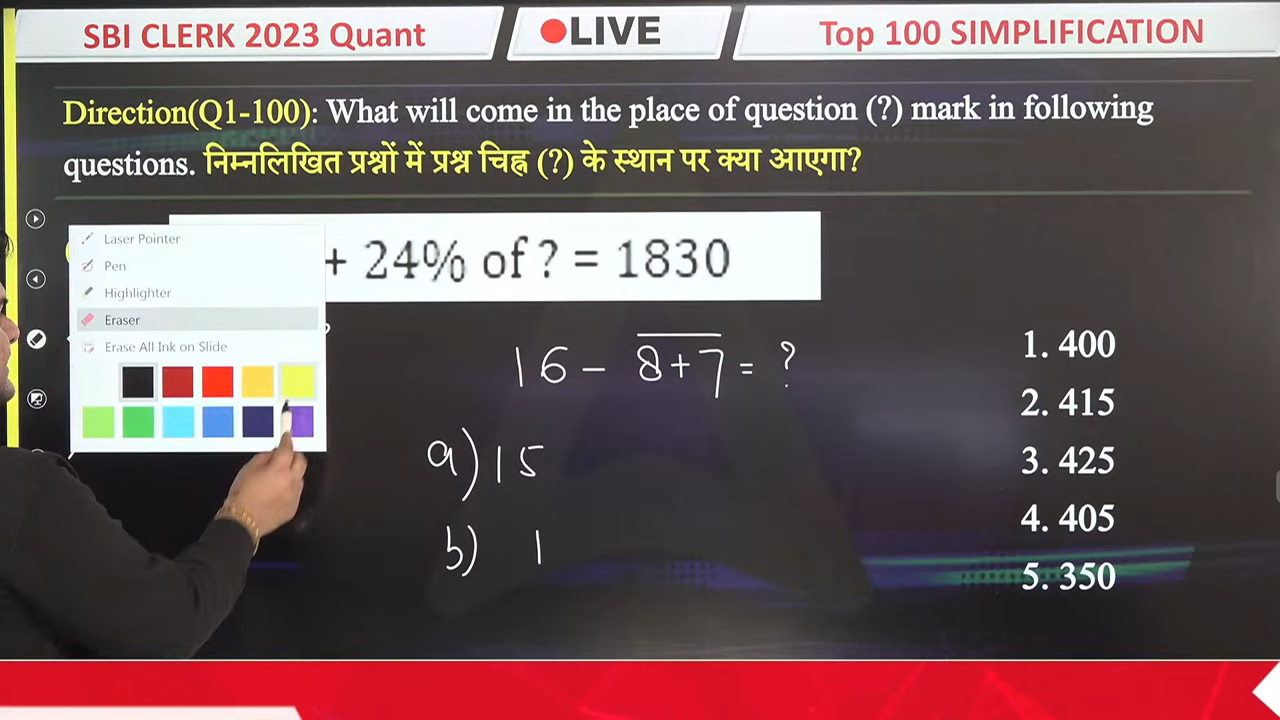 SBI CLERK 2023 Quant
LIVE
Top 100 SIMPLIFICATION
Direction(Q1-100): What will come in the place of question (?) mark in following
questions. निम्नलिखित प्रश्नों में प्रश्न चिह्न (?) के स्थान पर क्या आएगा?
+ 24% of ? = 1830
Laser Pointer
Pen
Highlighter
Eraser
Erase All Ink on Slide
16 - 8+7 = ?
a) 15
b) 1
1. 400
2. 415
3. 425
4. 405
5. 350